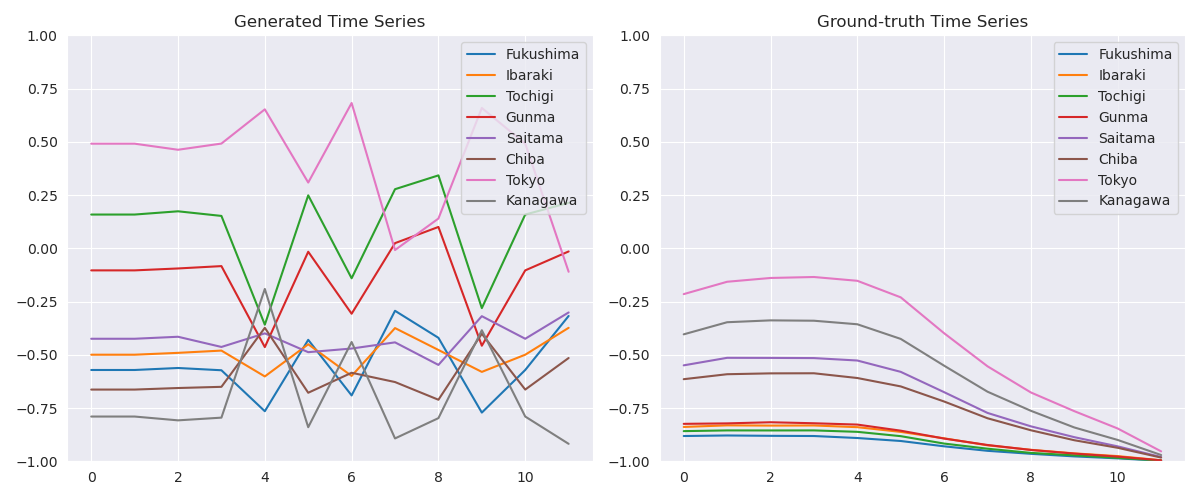 Generated Time Series
1.00
0.75
0.50
0.25
0.00
−0.25
−0.50
−0.75
−1.00
0 2 4 6 8 10
Fukushima
Ibaraki
Tochigi
Gunma
Saitama
Chiba
Tokyo
Kanagawa
Ground-truth Time Series
1.00
0.75
0.50
0.25
0.00
−0.25
−0.50
−0.75
−1.00
0 2 4 6 8 10
Fukushima
Ibaraki
Tochigi
Gunma
Saitama
Chiba
Tokyo
Kanagawa